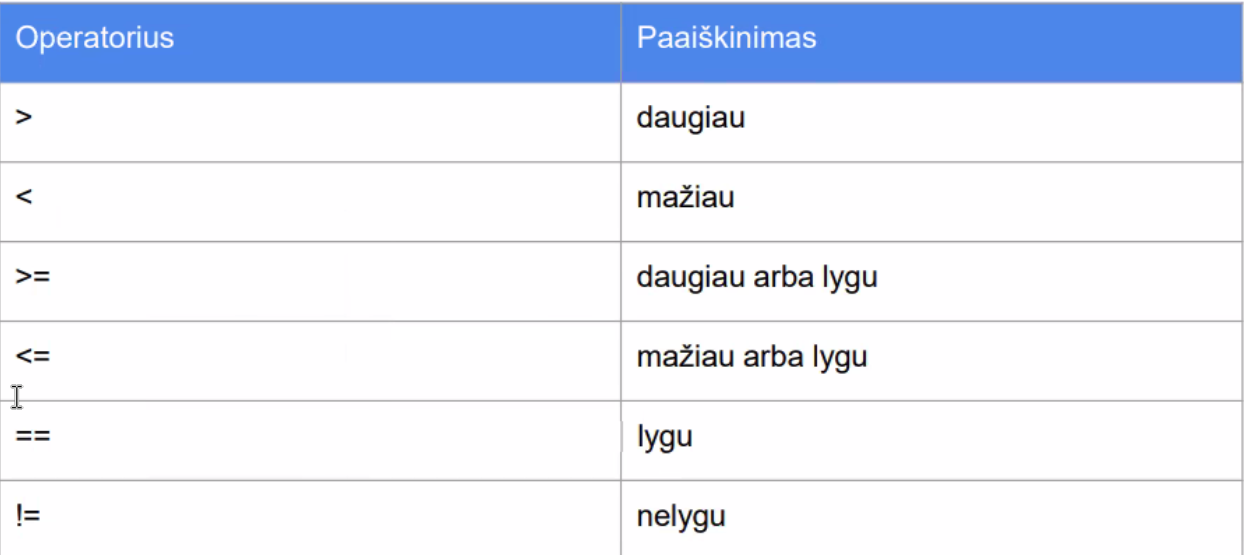 Operatorius Paaiškinimas
> daugiau
< mažiau
>= daugiau arba lygu
<= mažiau arba lygu
== lygu
!= nelygu